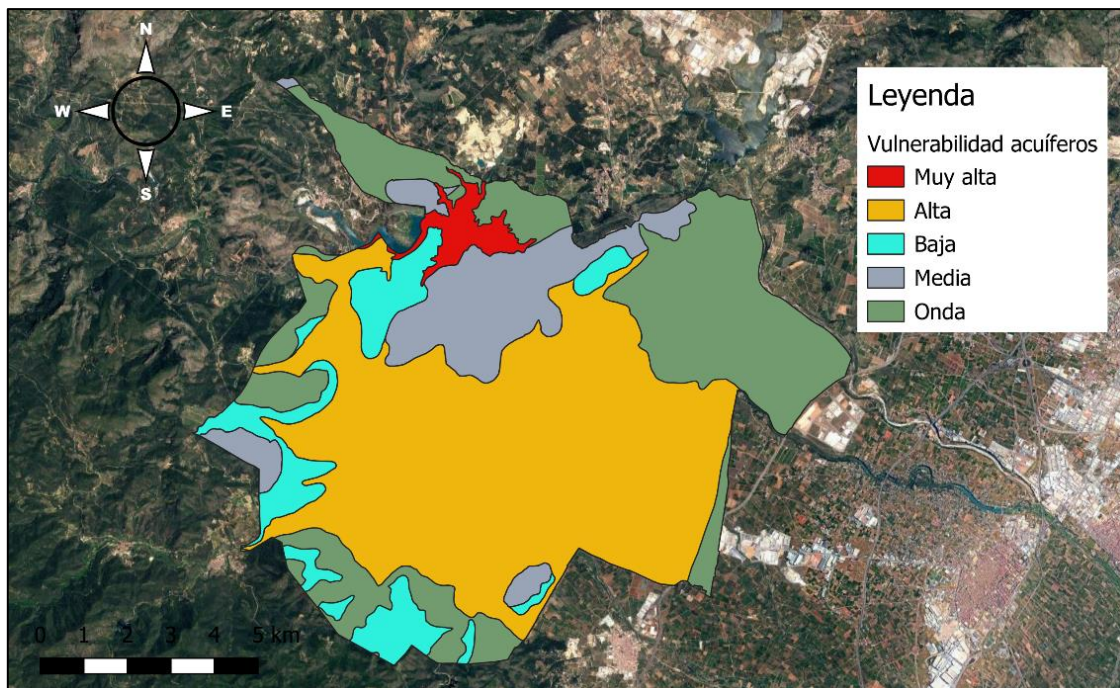 N
W E
S
Leyenda
Vulnerabilidad acuíferos
Muy alta
Alta
Baja
Media
Onda
0 1 2 3 4 5 km